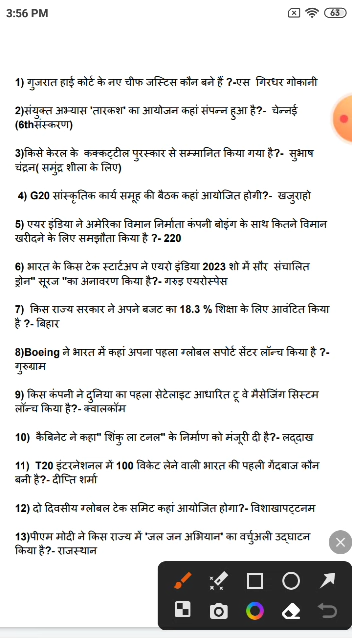 3:56 PM
63
1) गुजरात हाई कोर्ट के नए चीफ जस्टिस कौन बने हैं ?-एस गिरधर गोकानी
2)संयुक्त अभ्यास 'तारकश' का आयोजन कहां संपन्न हुआ है?- चेन्नई
(6thसंस्करण)
3)किसे केरल के कक्कट्टील पुरस्कार से सम्मानित किया गया है?- सुभाष
चंद्रन( समुंद्र शीला के लिए)
4) G20 सांस्कृतिक कार्य समूह की बैठक कहां आयोजित होगी?- खजुराहो
5) एयर इंडिया ने अमेरिका विमान निर्माता कंपनी बोइंग के साथ कितने विमान
खरीदने के लिए समझौता किया है ?- 220
6) भारत के किस टेक स्टार्टअप ने एयरो इंडिया 2023 शो में सौर संचालित
ड्रोन" सूरज "का अनावरण किया है?- गरुड़ एयरोस्पेस
7) किस राज्य सरकार ने अपने बजट का 18.3 % शिक्षा के लिए आवंटित किया
है ?- बिहार
8)Boeing ने भारत में कहां अपना पहला ग्लोबल सपोर्ट सेंटर लॉन्च किया है ?-
गुरुग्राम
9) किस कंपनी ने दुनिया का पहला सेटेलाइट आधारित टू वे मैसेजिंग सिस्टम
लॉन्च किया है?- क्वालकॉम
10) कैबिनेट ने कहा" शिंकु ला टनल" के निर्माण को मंजूरी दी है?- लद्दाख
11) T20 इंटरनेशनल में 100 विकेट लेने वाली भारत की पहली गेंदबाज कौन
बनी है?- दीप्ति शर्मा
12) दो दिवसीय ग्लोबल टेक समिट कहां आयोजित होगा?- विशाखापट्टनम
13)पीएम मोदी ने किस राज्य में 'जल जन अभियान' का वर्चुअली उद्घाटन
किया है?- राजस्थान